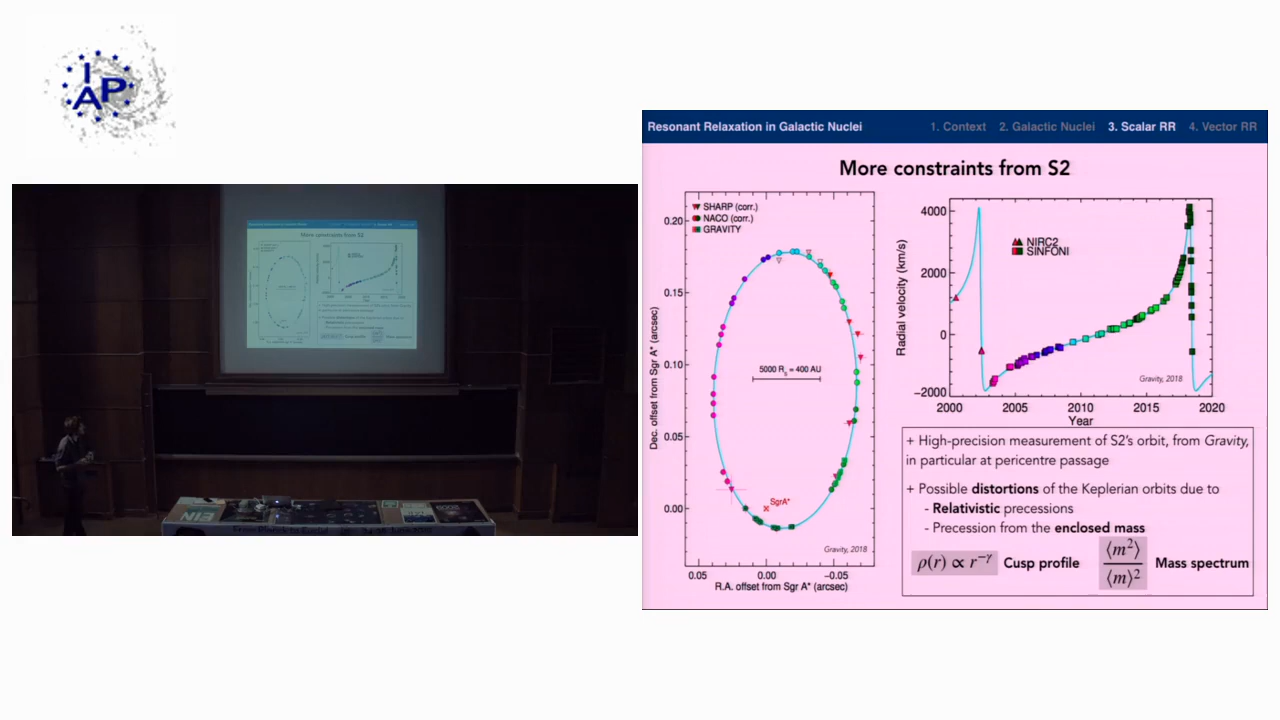 I
A P
Resonant Relaxation in Galactic Nuclei
1. Context 2. Galactic Nuclei 3. Scalar RR 4. Vector RR
More constraints from S2
SHARP (corr.)
NACO (corr.)
GRAVITY
0.20
0.15
0.10
0.05
0.00
Dec. offset from Sgr A* (arcsec)
5000 R_s = 400 AU
SgrA*
Gravity, 2018
0.05 0.00 −0.05
R.A. offset from Sgr A* (arcsec)
4000
2000
0
−2000
Radial velocity (km/s)
NIRC2
SINFONI
Gravity, 2018
2000 2005 2010 2015 2020
Year
+ High-precision measurement of S2's orbit, from Gravity,
in particular at pericentre passage
+ Possible distortions of the Keplerian orbits due to
- Relativistic precessions
- Precession from the enclosed mass
ρ(r) ∝ r^−γ Cusp profile ⟨m²⟩/⟨m⟩² Mass spectrum
More constraints from S2